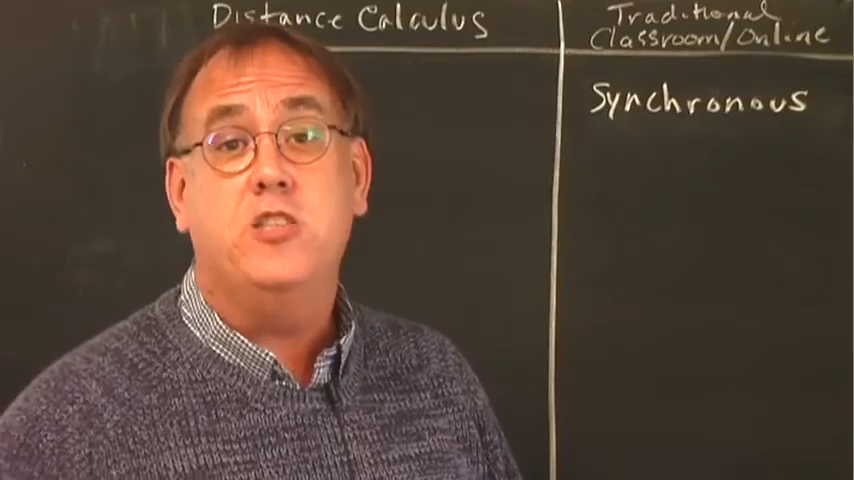 Distance Calculus
Traditional
Classroom/Online
Synchronous